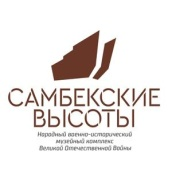 САМБЕКСКИЕ
ВЫСОТЫ
Народный военно-исторический
музейный комплекс
Великой Отечественной Войны